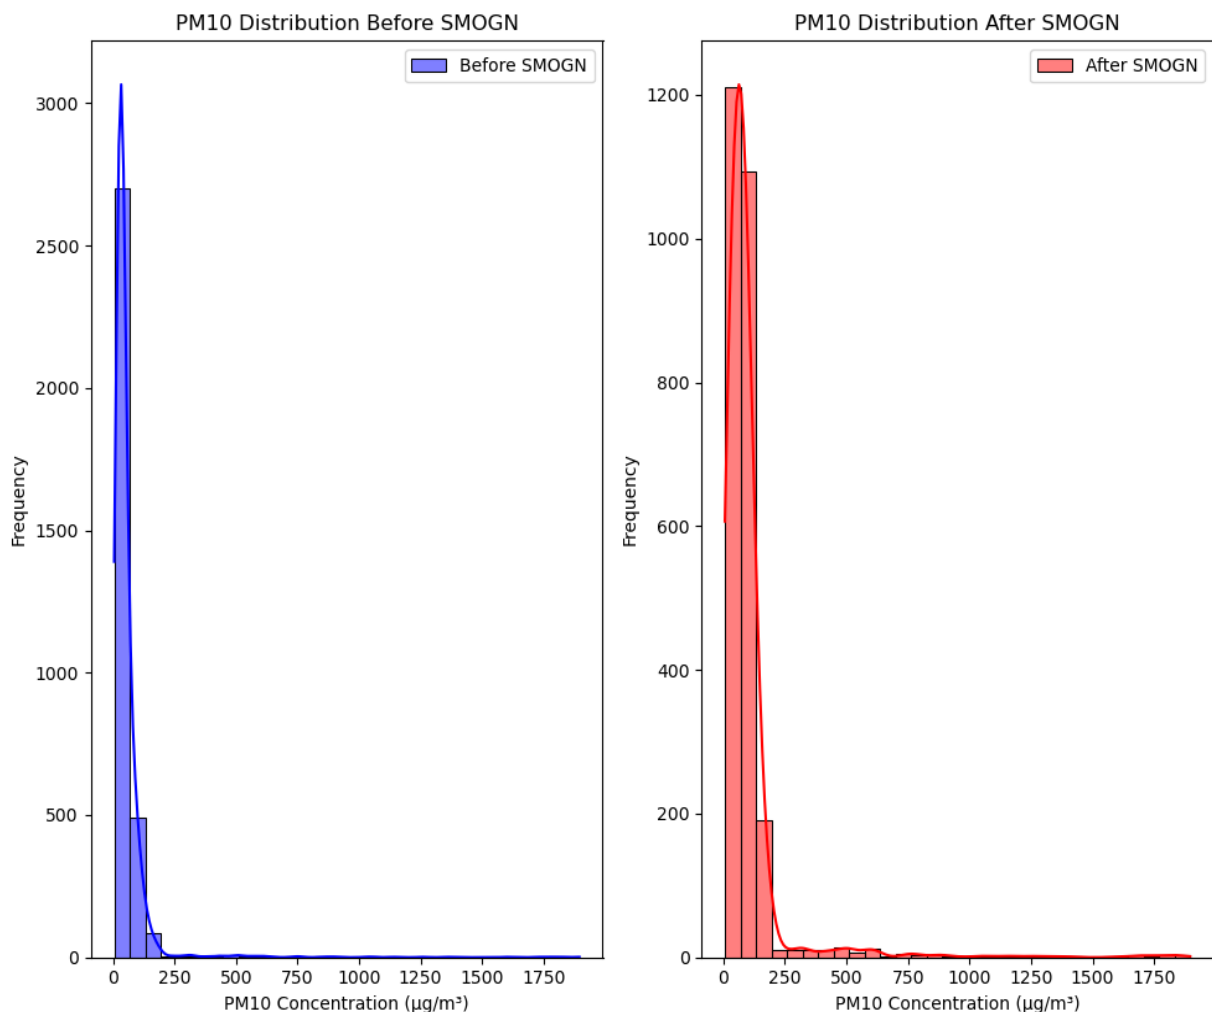 PM10 Distribution Before SMOGN
Before SMOGN
3000
2500
2000
1500
1000
500
0
Frequency
0 250 500 750 1000 1250 1500 1750
PM10 Concentration (µg/m³)
PM10 Distribution After SMOGN
After SMOGN
1200
1000
800
600
400
200
0
Frequency
0 250 500 750 1000 1250 1500 1750
PM10 Concentration (µg/m³)